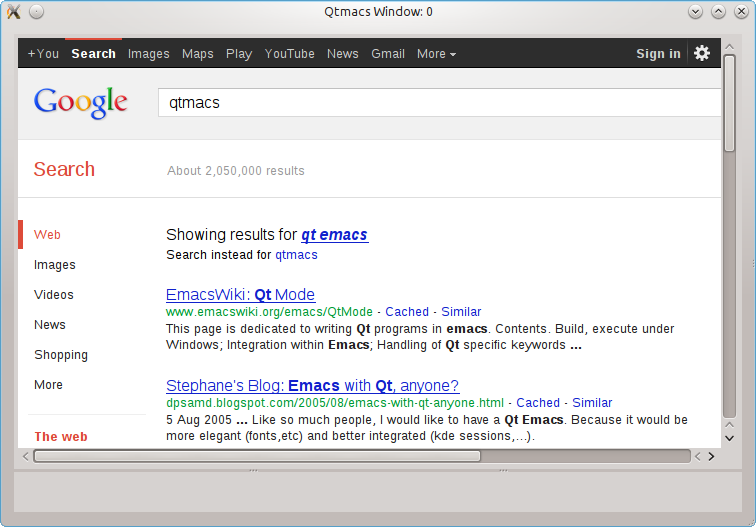 Qtmacs Window: 0
+You Search Images Maps Play YouTube News Gmail More Sign in
Google
qtmacs
Search
About 2,050,000 results
Web
Images
Videos
News
Shopping
More
The web
Showing results for qt emacs
Search instead for qtmacs
EmacsWiki: Qt Mode
www.emacswiki.org/emacs/QtMode - Cached - Similar
This page is dedicated to writing Qt programs in emacs. Contents. Build, execute under
Windows; Integration within Emacs; Handling of Qt specific keywords ...
Stephane's Blog: Emacs with Qt, anyone?
dpsamd.blogspot.com/2005/08/emacs-with-qt-anyone.html - Cached - Similar
5 Aug 2005 ... Like so much people, I would like to have a Qt Emacs. Because it would be
more elegant (fonts,etc) and better integrated (kde sessions,...).